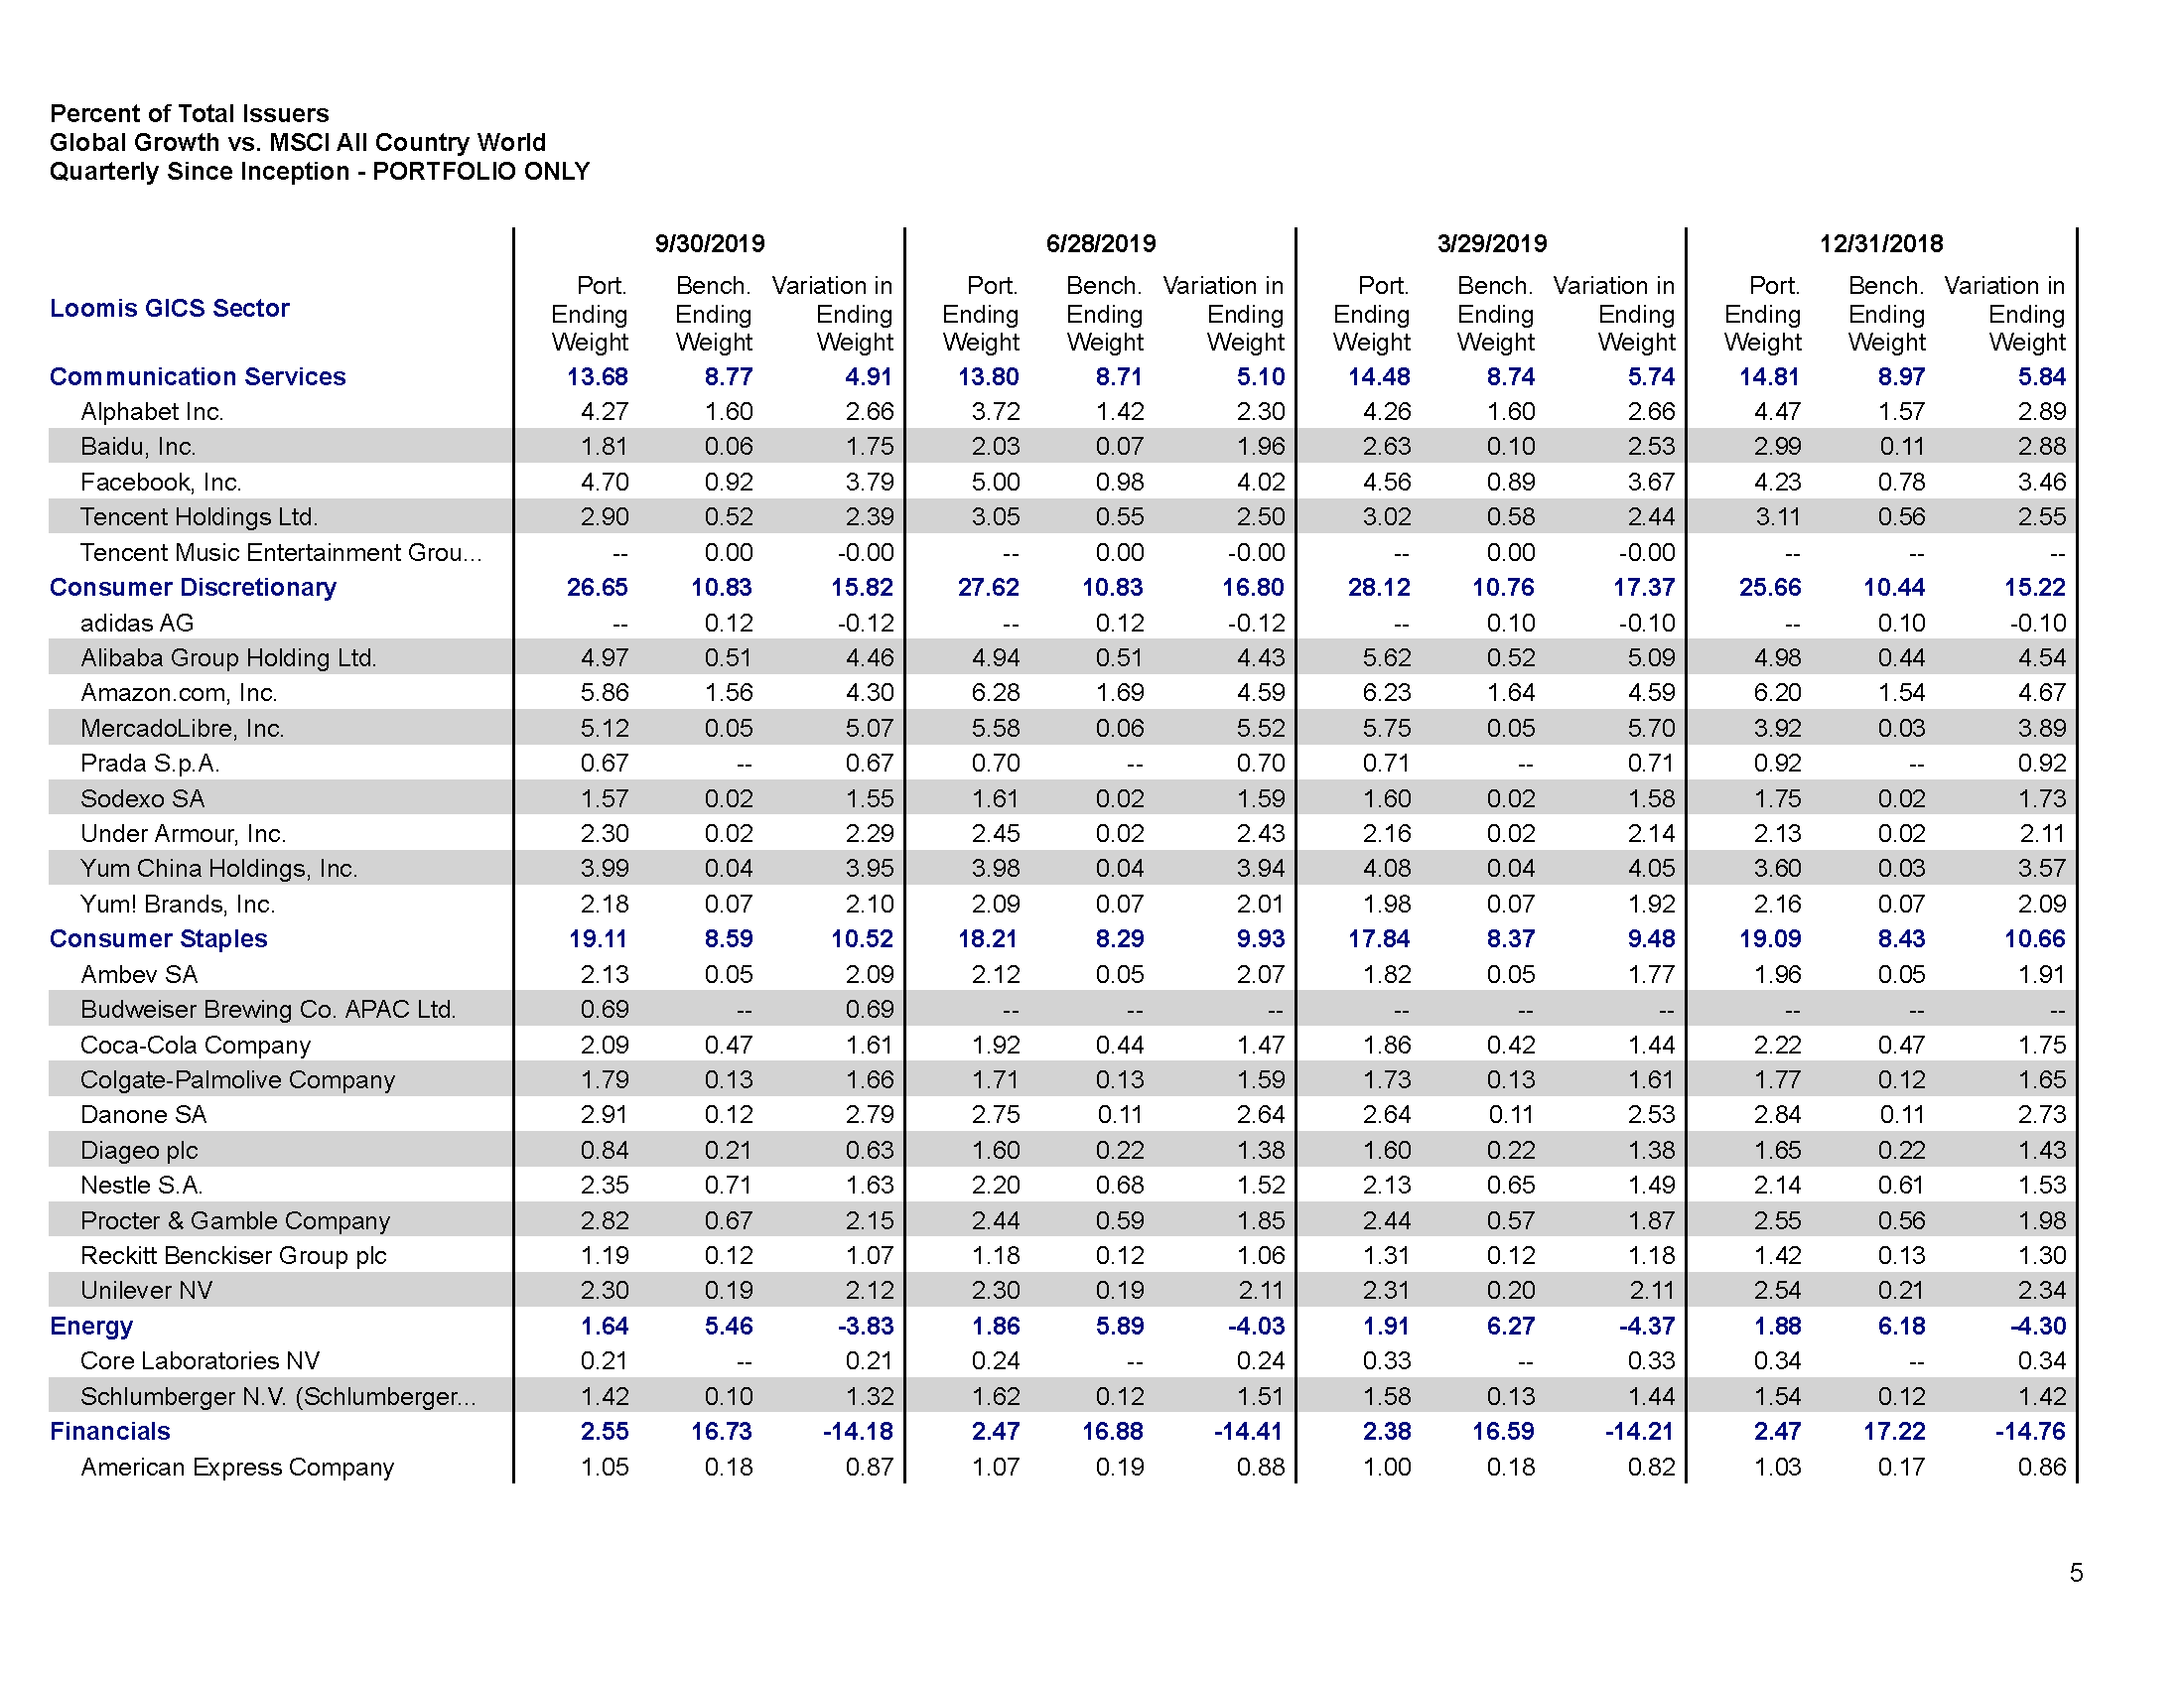 Percent of Total Issuers
Global Growth vs. MSCI All Country World
Quarterly Since Inception - PORTFOLIO ONLY
9/30/2019 6/28/2019 3/29/2019 12/31/2018
Loomis GICS Sector
Port. Bench. Variation in Port. Bench. Variation in Port. Bench. Variation in Port. Bench. Variation in
Ending Ending Ending Ending Ending Ending Ending Ending Ending Ending Ending Ending
Weight Weight Weight Weight Weight Weight Weight Weight Weight Weight Weight Weight
Communication Services 13.68 8.77 4.91 13.80 8.71 5.10 14.48 8.74 5.74 14.81 8.97 5.84
Alphabet Inc. 4.27 1.60 2.66 3.72 1.42 2.30 4.26 1.60 2.66 4.47 1.57 2.89
Baidu, Inc. 1.81 0.06 1.75 2.03 0.07 1.96 2.63 0.10 2.53 2.99 0.11 2.88
Facebook, Inc. 4.70 0.92 3.79 5.00 0.98 4.02 4.56 0.89 3.67 4.23 0.78 3.46
Tencent Holdings Ltd. 2.90 0.52 2.39 3.05 0.55 2.50 3.02 0.58 2.44 3.11 0.56 2.55
Tencent Music Entertainment Grou... -- 0.00 -0.00 -- 0.00 -0.00 -- 0.00 -0.00 -- -- --
Consumer Discretionary 26.65 10.83 15.82 27.62 10.83 16.80 28.12 10.76 17.37 25.66 10.44 15.22
adidas AG -- 0.12 -0.12 -- 0.12 -0.12 -- 0.10 -0.10 -- 0.10 -0.10
Alibaba Group Holding Ltd. 4.97 0.51 4.46 4.94 0.51 4.43 5.62 0.52 5.09 4.98 0.44 4.54
Amazon.com, Inc. 5.86 1.56 4.30 6.28 1.69 4.59 6.23 1.64 4.59 6.20 1.54 4.67
MercadoLibre, Inc. 5.12 0.05 5.07 5.58 0.06 5.52 5.75 0.05 5.70 3.92 0.03 3.89
Prada S.p.A. 0.67 -- 0.67 0.70 -- 0.70 0.71 -- 0.71 0.92 -- 0.92
Sodexo SA 1.57 0.02 1.55 1.61 0.02 1.59 1.60 0.02 1.58 1.75 0.02 1.73
Under Armour, Inc. 2.30 0.02 2.29 2.45 0.02 2.43 2.16 0.02 2.14 2.13 0.02 2.11
Yum China Holdings, Inc. 3.99 0.04 3.95 3.98 0.04 3.94 4.08 0.04 4.05 3.60 0.03 3.57
Yum! Brands, Inc. 2.18 0.07 2.10 2.09 0.07 2.01 1.98 0.07 1.92 2.16 0.07 2.09
Consumer Staples 19.11 8.59 10.52 18.21 8.29 9.93 17.84 8.37 9.48 19.09 8.43 10.66
Ambev SA 2.13 0.05 2.09 2.12 0.05 2.07 1.82 0.05 1.77 1.96 0.05 1.91
Budweiser Brewing Co. APAC Ltd. 0.69 -- 0.69 -- -- -- -- -- -- -- -- --
Coca-Cola Company 2.09 0.47 1.61 1.92 0.44 1.47 1.86 0.42 1.44 2.22 0.47 1.75
Colgate-Palmolive Company 1.79 0.13 1.66 1.71 0.13 1.59 1.73 0.13 1.61 1.77 0.12 1.65
Danone SA 2.91 0.12 2.79 2.75 0.11 2.64 2.64 0.11 2.53 2.84 0.11 2.73
Diageo plc 0.84 0.21 0.63 1.60 0.22 1.38 1.60 0.22 1.38 1.65 0.22 1.43
Nestle S.A. 2.35 0.71 1.63 2.20 0.68 1.52 2.13 0.65 1.49 2.14 0.61 1.53
Procter & Gamble Company 2.82 0.67 2.15 2.44 0.59 1.85 2.44 0.57 1.87 2.55 0.56 1.98
Reckitt Benckiser Group plc 1.19 0.12 1.07 1.18 0.12 1.06 1.31 0.12 1.18 1.42 0.13 1.30
Unilever NV 2.30 0.19 2.12 2.30 0.19 2.11 2.31 0.20 2.11 2.54 0.21 2.34
Energy 1.64 5.46 -3.83 1.86 5.89 -4.03 1.91 6.27 -4.37 1.88 6.18 -4.30
Core Laboratories NV 0.21 -- 0.21 0.24 -- 0.24 0.33 -- 0.33 0.34 -- 0.34
Schlumberger N.V. (Schlumberger... 1.42 0.10 1.32 1.62 0.12 1.51 1.58 0.13 1.44 1.54 0.12 1.42
Financials 2.55 16.73 -14.18 2.47 16.88 -14.41 2.38 16.59 -14.21 2.47 17.22 -14.76
American Express Company 1.05 0.18 0.87 1.07 0.19 0.88 1.00 0.18 0.82 1.03 0.17 0.86
5